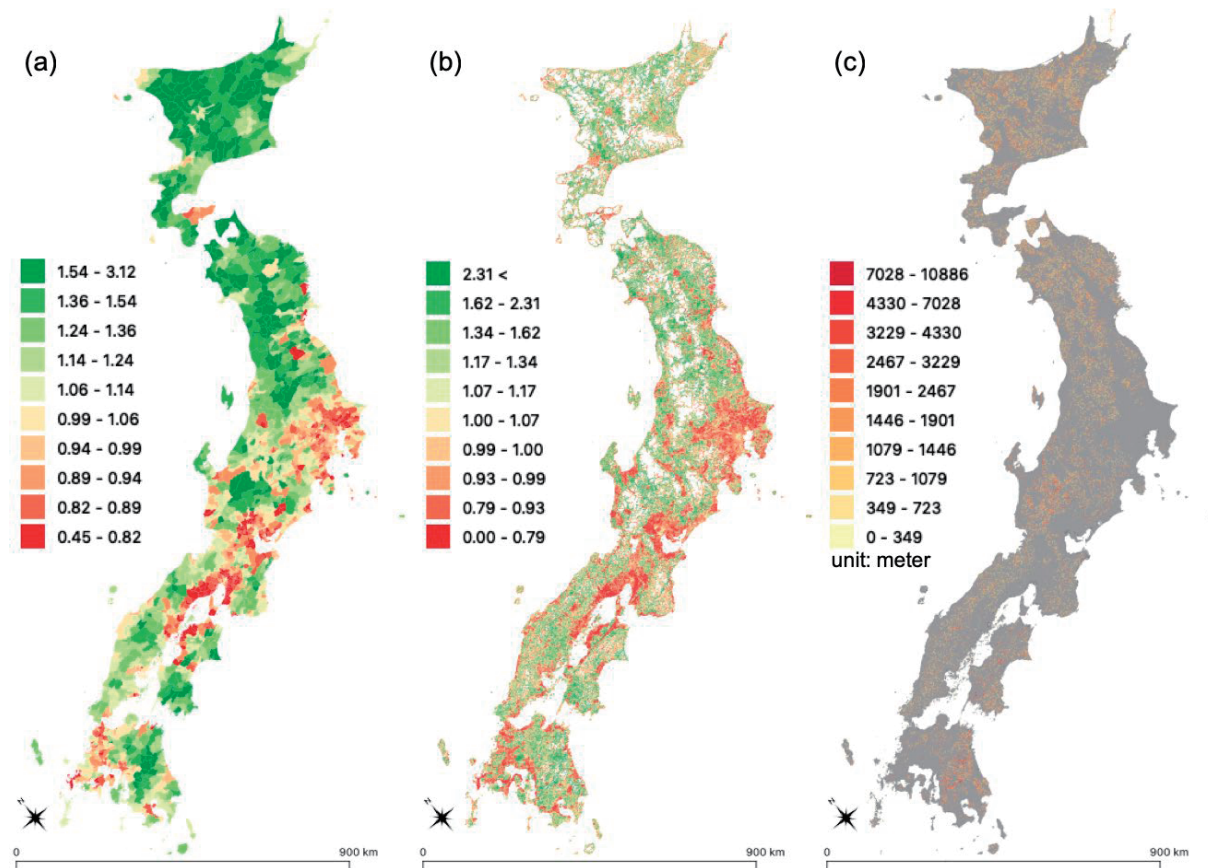 (a)
(b)
(c)
1.54 - 3.12
1.36 - 1.54
1.24 - 1.36
1.14 - 1.24
1.06 - 1.14
0.99 - 1.06
0.94 - 0.99
0.89 - 0.94
0.82 - 0.89
0.45 - 0.82
2.31 <
1.62 - 2.31
1.34 - 1.62
1.17 - 1.34
1.07 - 1.17
1.00 - 1.07
0.99 - 1.00
0.93 - 0.99
0.79 - 0.93
0.00 - 0.79
7028 - 10886
4330 - 7028
3229 - 4330
2467 - 3229
1901 - 2467
1446 - 1901
1079 - 1446
723 - 1079
349 - 723
0 - 349
unit: meter
N
N
N
0 900 km
0 900 km
0 900 km